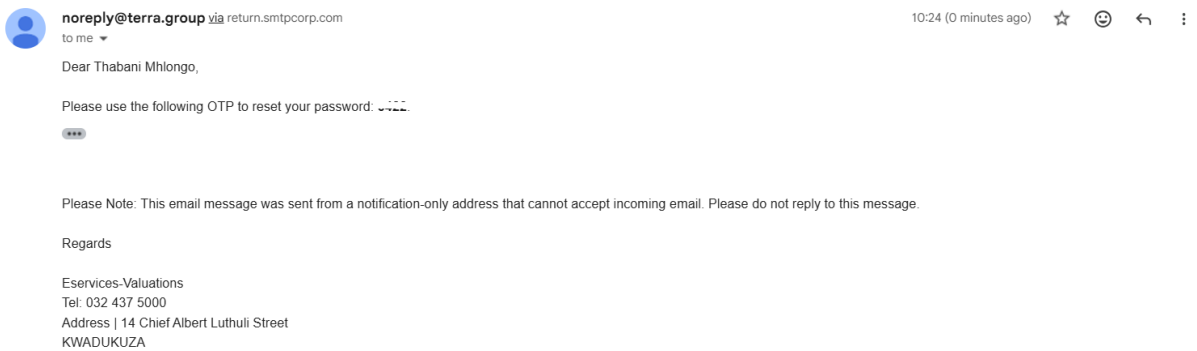 noreply@terra.group via return.smtpcorp.com
10:24 (0 minutes ago)
to me
Dear Thabani Mhlongo,
Please use the following OTP to reset your password:
Please Note: This email message was sent from a notification-only address that cannot accept incoming email. Please do not reply to this message.
Regards
Eservices-Valuations
Tel: 032 437 5000
Address | 14 Chief Albert Luthuli Street
KWADUKUZA